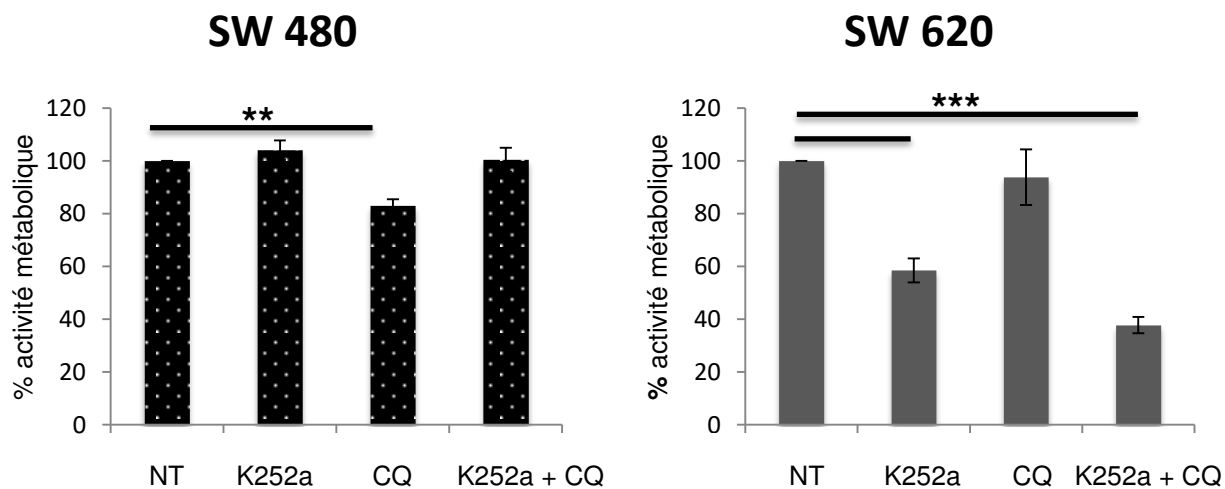 SW 480
% activité métabolique
120
100
80
60
40
20
0
**
NT K252a CQ K252a + CQ
SW 620
% activité métabolique
120
100
80
60
40
20
0
***
NT K252a CQ K252a + CQ